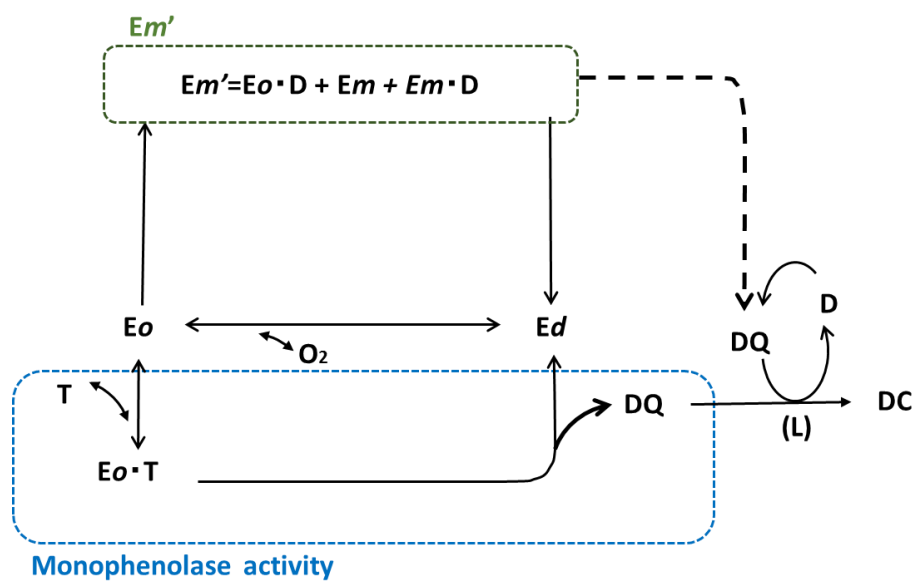 Em’
Em’=Eo·D + Em + Em·D
D
Eo
Ed
O₂
DQ
T
DQ
DC
(L)
Eo·T
Monophenolase activity